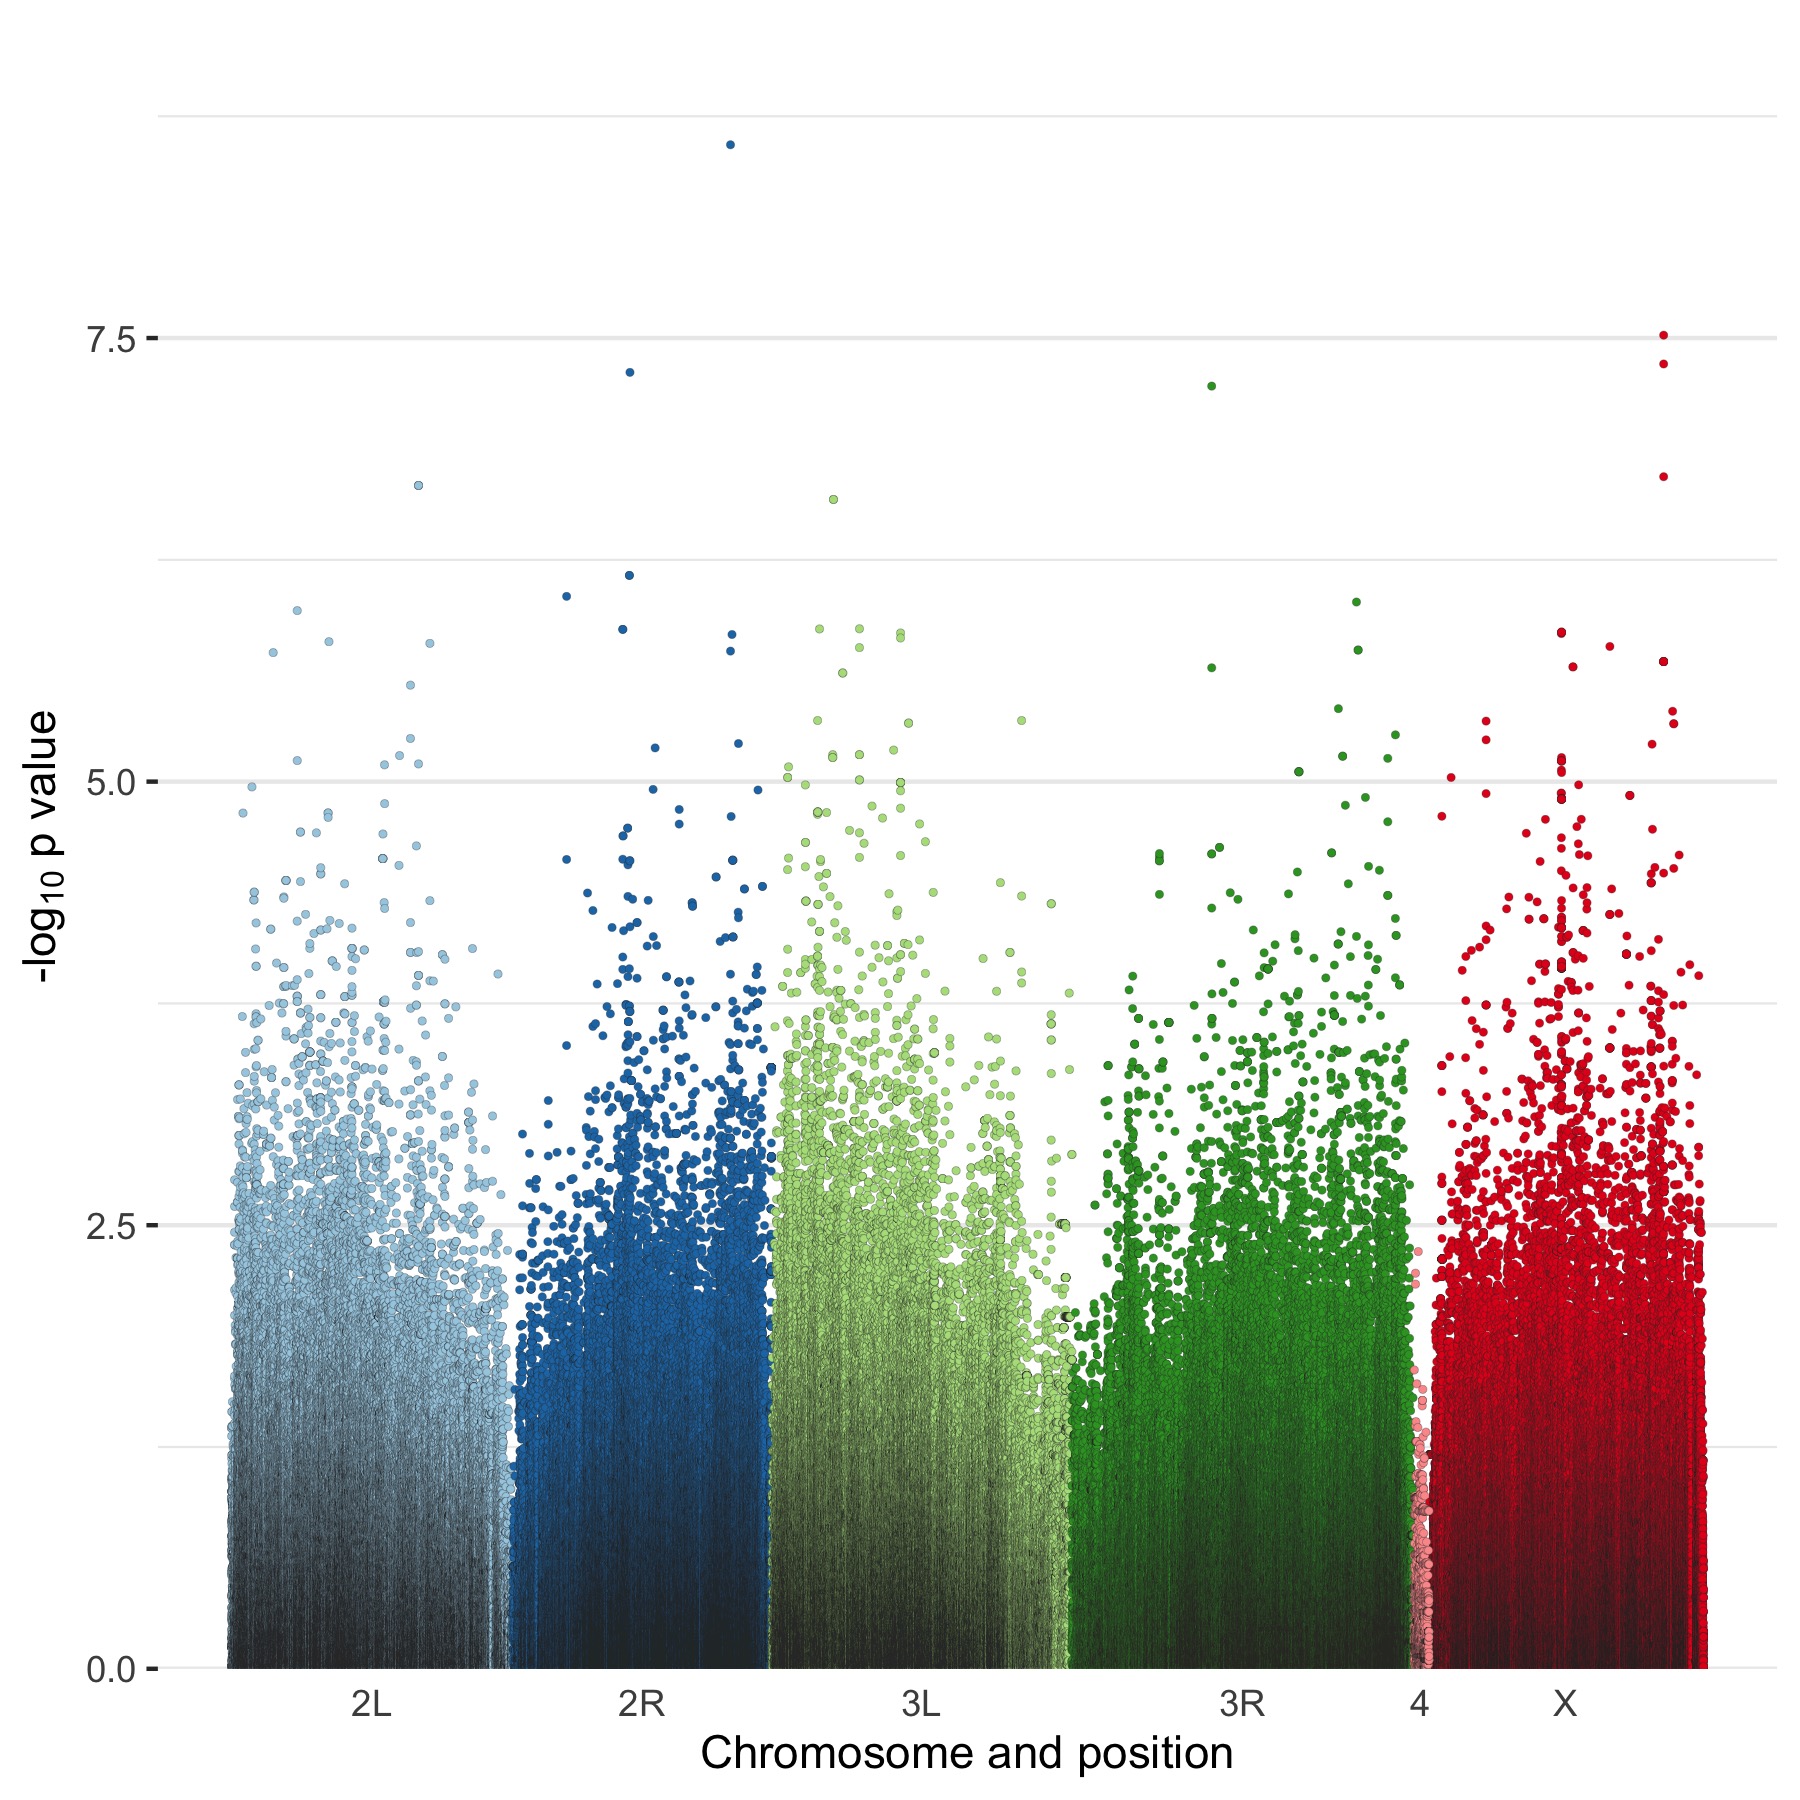 -log₁₀ p value
7.5
5.0
2.5
0.0
2L 2R 3L 3R 4 X
Chromosome and position